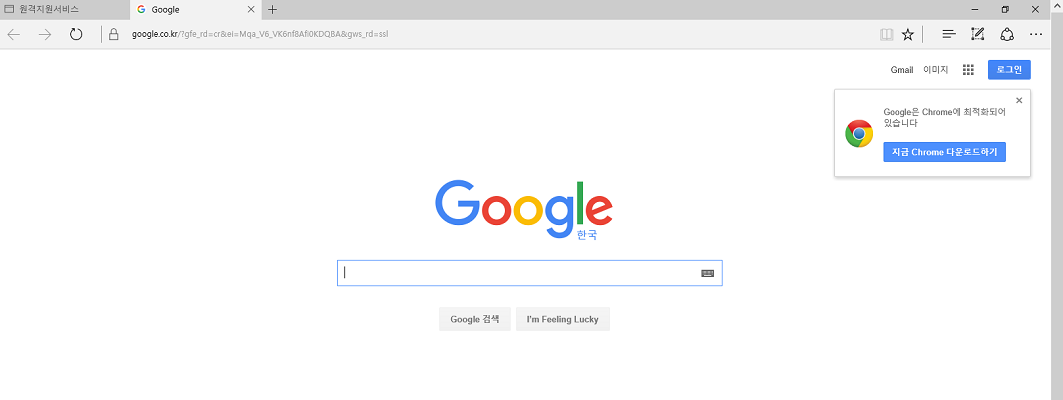 원격지원서비스
Google
google.co.kr/?gfe_rd=cr&ei=Mqa_V6_VK6nf8Afi0KDQBA&gws_rd=ssl
Gmail 이미지 로그인
Google은 Chrome에 최적화되어
있습니다
지금 Chrome 다운로드하기
Google
한국
Google 검색 I'm Feeling Lucky